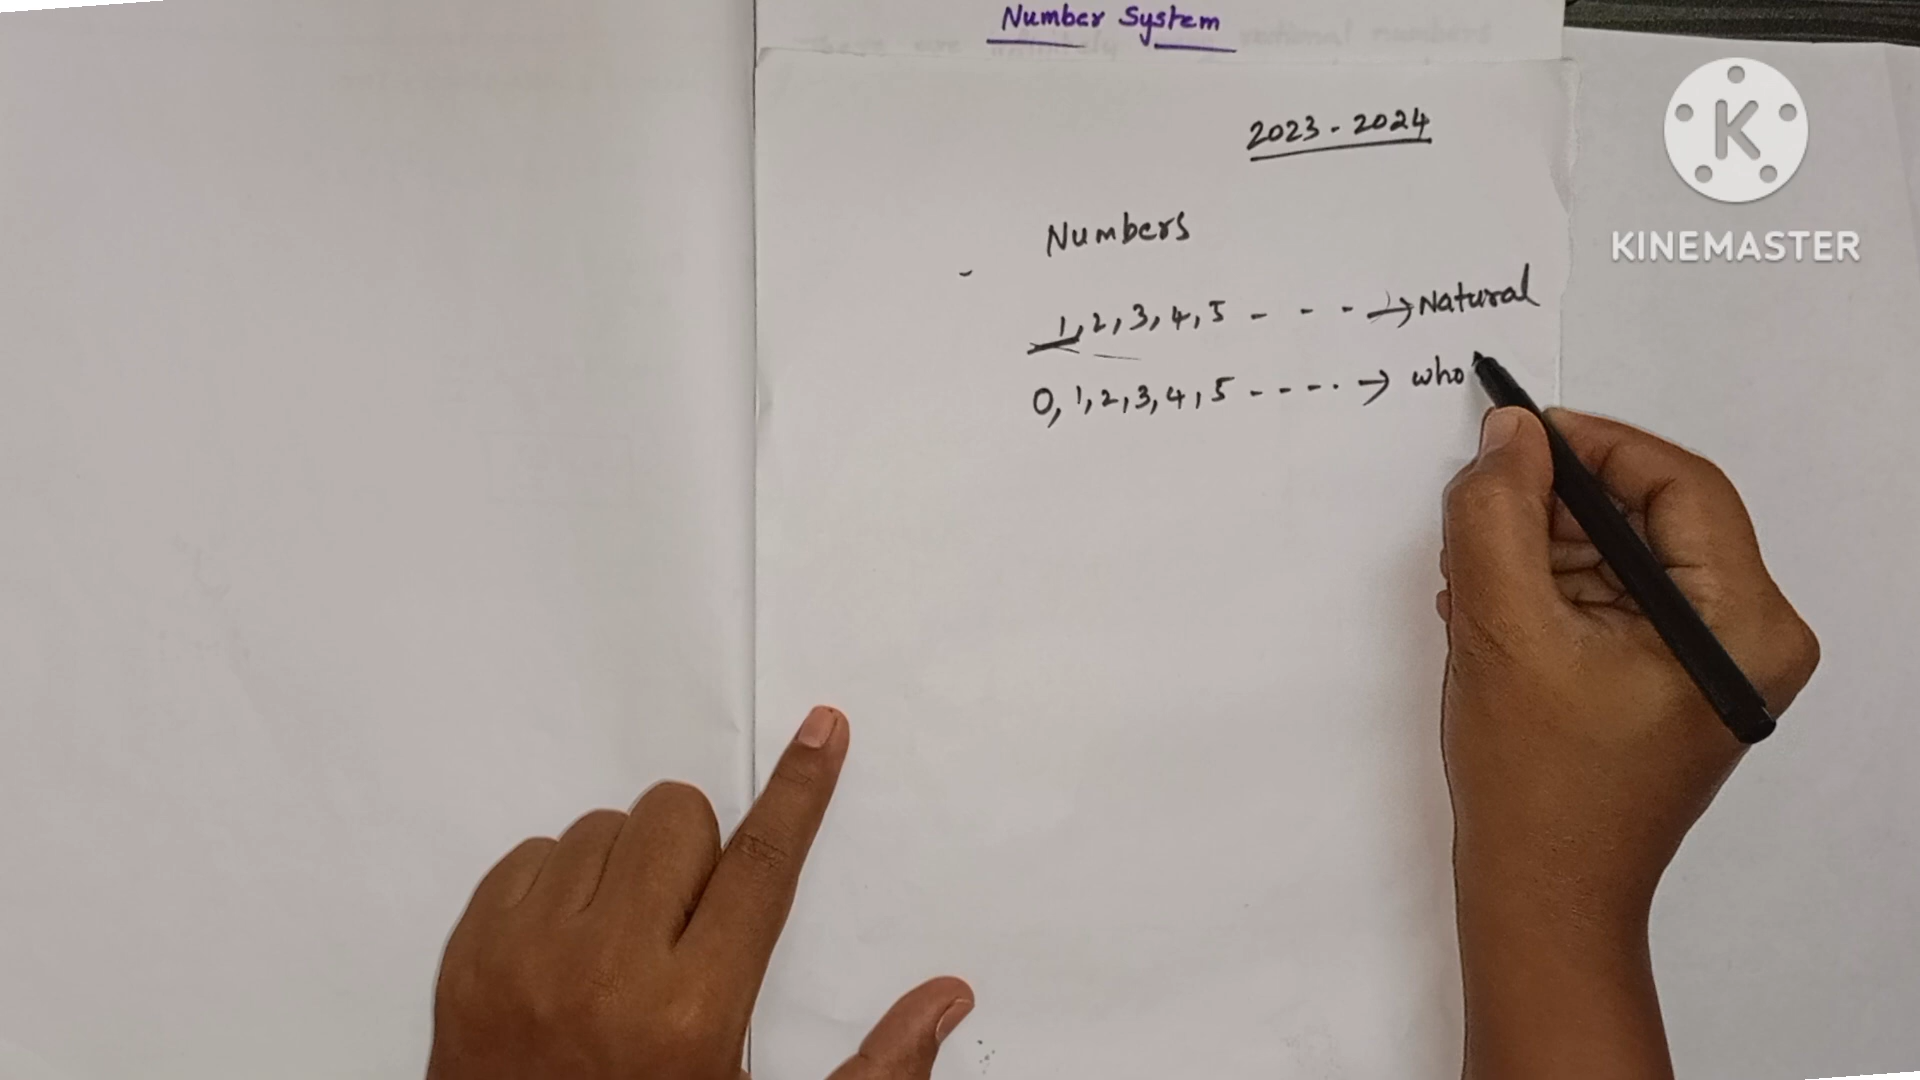 Number System
2023-2024
Numbers
1, 2, 3, 4, 5 - - - → Natural
0, 1, 2, 3, 4, 5 - - - - → who
KINEMASTER